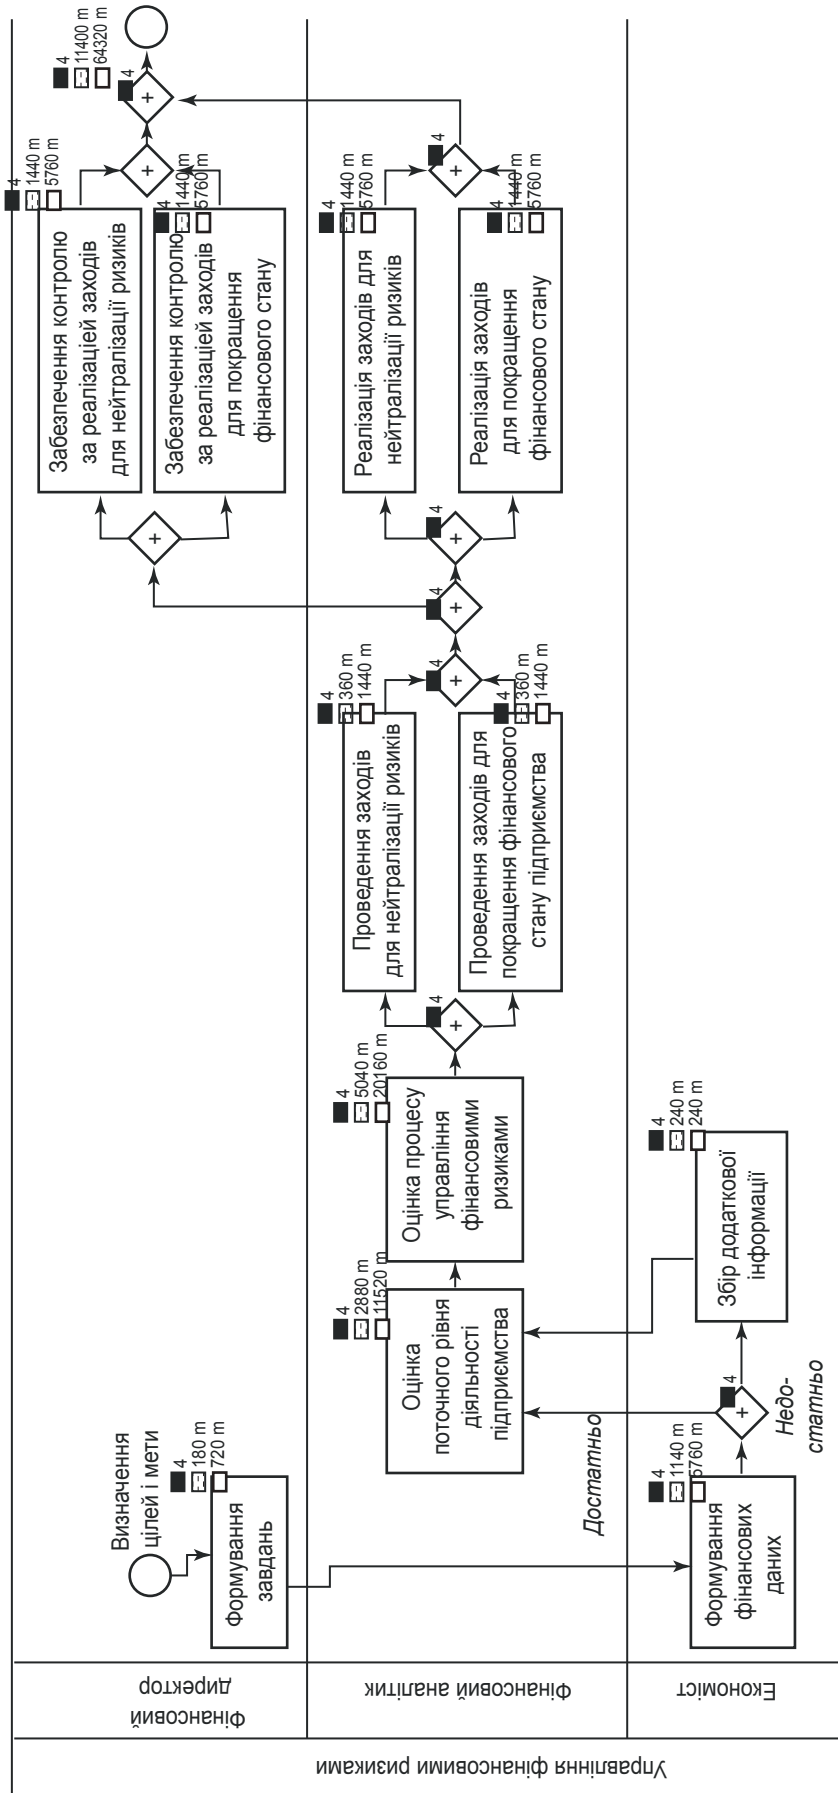 Управління фінансовими ризиками
Фінансовий
директор
Фінансовий аналітик
Економіст
Визначення
цілей і мети
4
180 m
720 m
Формування
завдань
4
1140 m
5760 m
Формування
фінансових
даних
+
4
Недо-
статньо
Достатньо
4
240 m
240 m
Збір додаткової
інформації
4
2880 m
11520 m
Оцінка
поточного рівня
діяльності
підприємства
4
5040 m
20160 m
Оцінка процесу
управління
фінансовими
ризиками
+
4
4
360 m
1440 m
Проведення заходів
для нейтралізації ризиків
4
360 m
1440 m
Проведення заходів для
покращення фінансового
стану підприємства
+
4
+
4
+
4
+
4
1440 m
5760 m
Забезпечення контролю
за реалізаціей заходів
для нейтралізації ризиків
4
1440 m
5760 m
Забезпечення контролю
за реалізаціей заходів
для покращення
фінансового стану
4
1440 m
5760 m
Реалізація заходів для
нейтралізації ризиків
4
1440 m
5760 m
Реалізація заходів
для покращення
фінансового стану
+
+
4
+
4
4
11400 m
64320 m